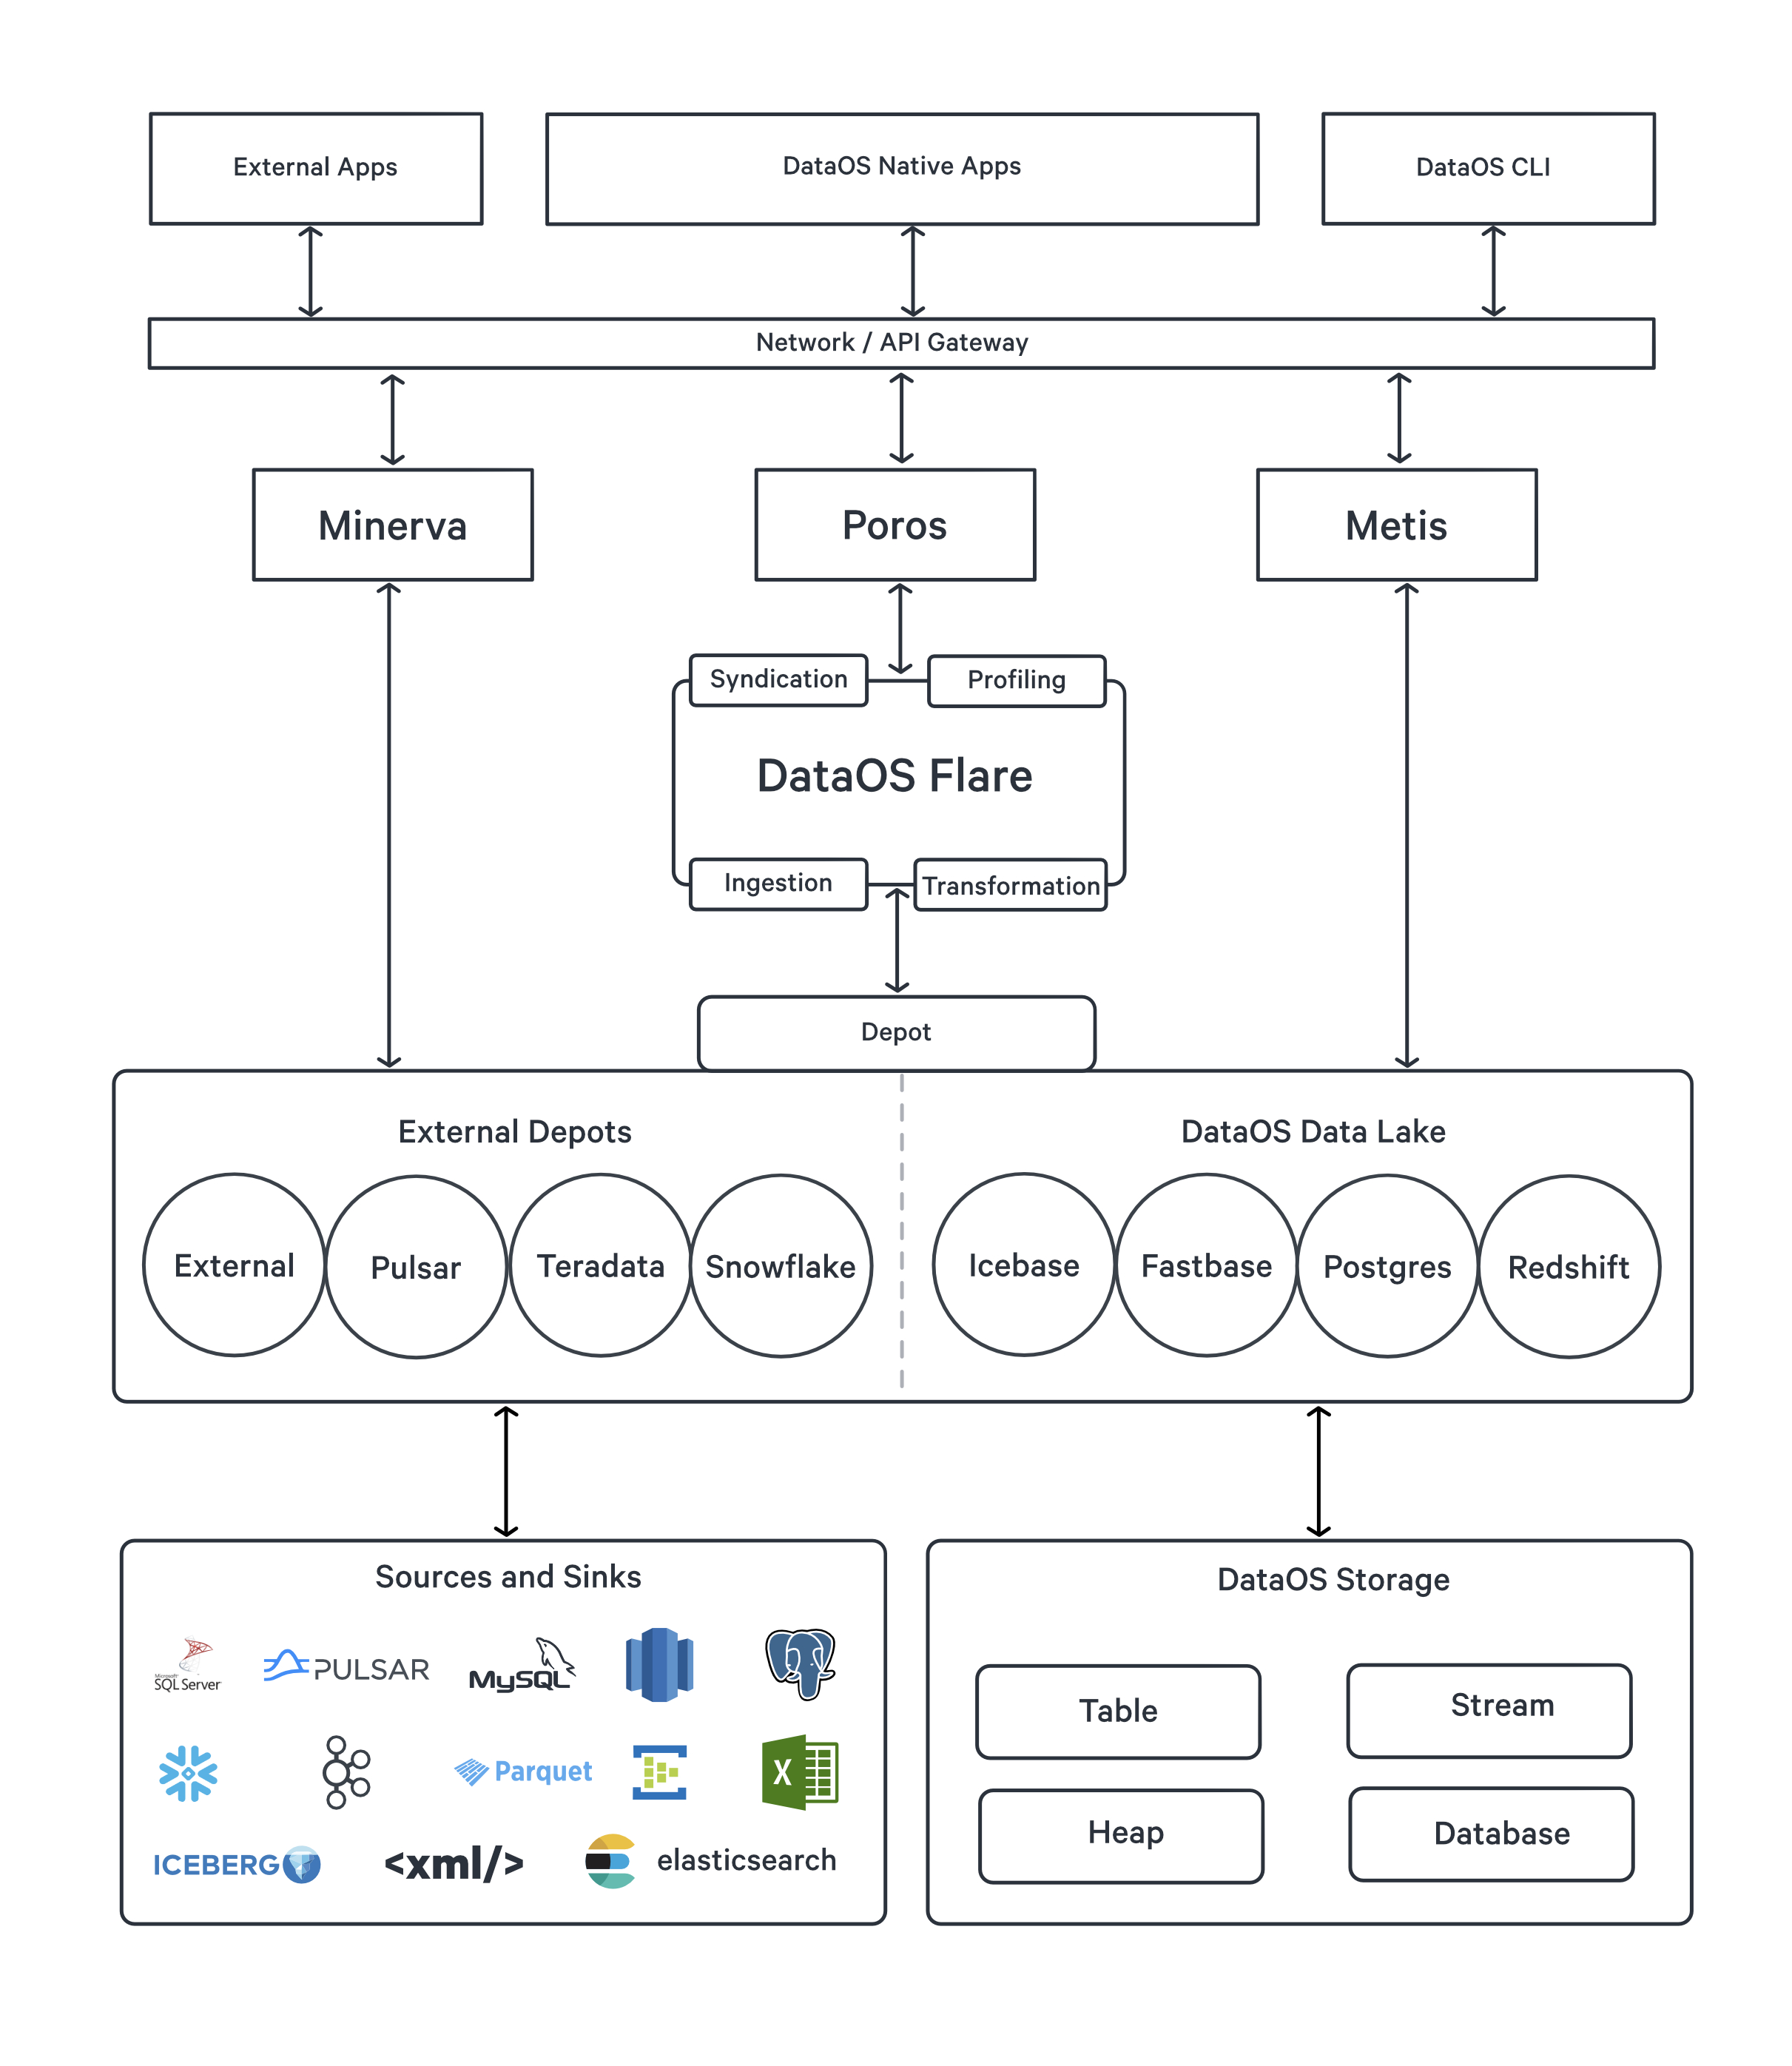 External Apps
DataOS Native Apps
DataOS CLI
Network / API Gateway
Minerva
Poros
Metis
Syndication
Profiling
DataOS Flare
Ingestion
Transformation
Depot
External Depots
DataOS Data Lake
External
Pulsar
Teradata
Snowflake
Icebase
Fastbase
Postgres
Redshift
Sources and Sinks
Microsoft
SQL Server
PULSAR
MySQL
Parquet
X
ICEBERG
<xml/>
elasticsearch
DataOS Storage
Table
Stream
Heap
Database